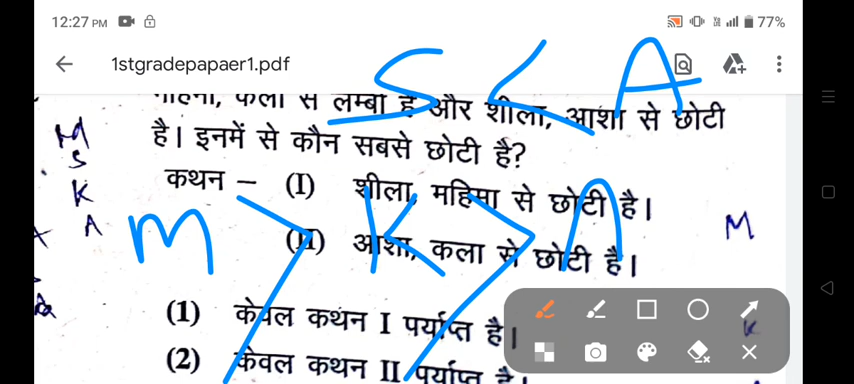 12:27 PM 77%
1stgradepapaer1.pdf
S < A
महिमा, कला से लम्बी है और शीला, आशा से छोटी
है। इनमें से कौन सबसे छोटी है?
कथन – (I) शीला, महिमा से छोटी है।
(II) आशा, कला से छोटी है।
(1) केवल कथन I पर्याप्त है।
(2) केवल कथन II पर्याप्त है।
M
S
K
A
m > K > A
M
K